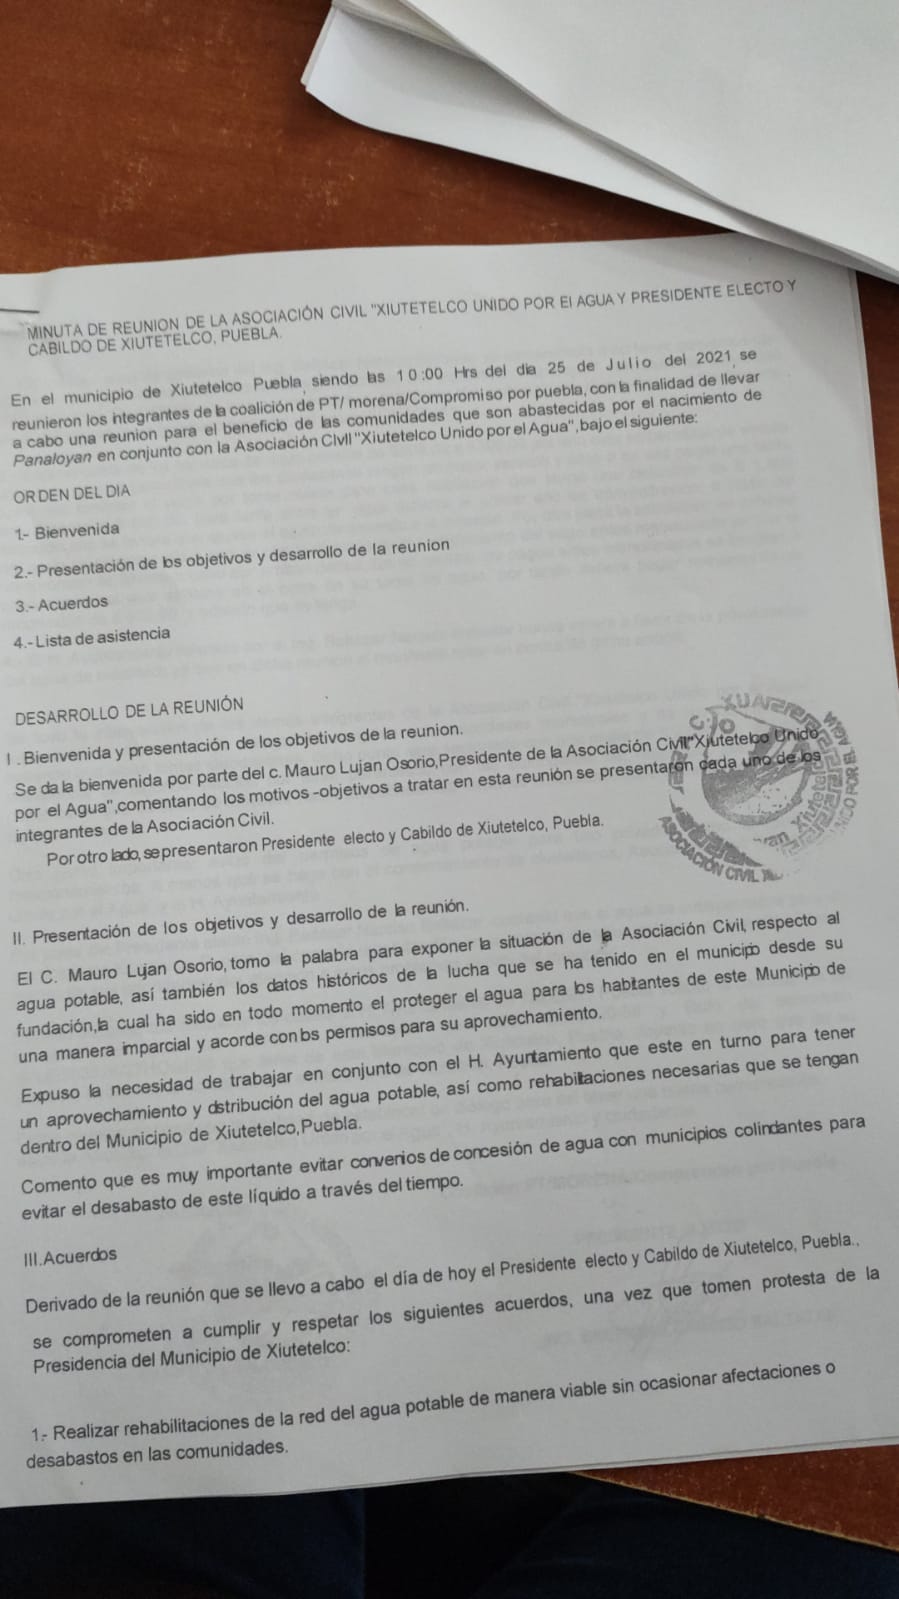 MINUTA DE REUNION DE LA ASOCIACIÓN CIVIL "XIUTETELCO UNIDO POR El AGUA Y PRESIDENTE ELECTO Y
CABILDO DE XIUTETELCO, PUEBLA.
En el municipio de Xiutetelco Puebla, siendo las 10:00 Hrs del día 25 de Julio del 2021, se
reunieron los integrantes de la coalición de PT/ morena/Compromiso por puebla, con la finalidad de llevar
a cabo una reunion para el beneficio de las comunidades que son abastecidas por el nacimiento de
Panaloyan en conjunto con la Asociación Civil "Xiutetelco Unido por el Agua", bajo el siguiente:
ORDEN DEL DIA
1.- Bienvenida
2.- Presentación de los objetivos y desarrollo de la reunion
3.- Acuerdos
4.- Lista de asistencia
DESARROLLO DE LA REUNIÓN
I . Bienvenida y presentación de los objetivos de la reunion.
Se da la bienvenida por parte del c. Mauro Lujan Osorio, Presidente de la Asociación Civil "Xiutetelco Unido
por el Agua", comentando los motivos -objetivos a tratar en esta reunión se presentaron cada uno de los
integrantes de la Asociación Civil.
Por otro lado, se presentaron Presidente electo y Cabildo de Xiutetelco, Puebla.
ASOCIACIÓN CIVIL
II. Presentación de los objetivos y desarrollo de la reunión.
El C. Mauro Lujan Osorio, tomo la palabra para exponer la situación de la Asociación Civil, respecto al
agua potable, así también los datos históricos de la lucha que se ha tenido en el municipio desde su
fundación, la cual ha sido en todo momento el proteger el agua para los habitantes de este Municipio de
una manera imparcial y acorde con los permisos para su aprovechamiento.
Expuso la necesidad de trabajar en conjunto con el H. Ayuntamiento que este en turno para tener
un aprovechamiento y distribución del agua potable, así como rehabilitaciones necesarias que se tengan
dentro del Municipio de Xiutetelco, Puebla.
Comento que es muy importante evitar convenios de concesión de agua con municipios colindantes para
evitar el desabasto de este líquido a través del tiempo.
III. Acuerdos
Derivado de la reunión que se llevo a cabo el día de hoy el Presidente electo y Cabildo de Xiutetelco, Puebla.,
se comprometen a cumplir y respetar los siguientes acuerdos, una vez que tomen protesta de la
Presidencia del Municipio de Xiutetelco:
1.- Realizar rehabilitaciones de la red del agua potable de manera viable sin ocasionar afectaciones o
desabastos en las comunidades.